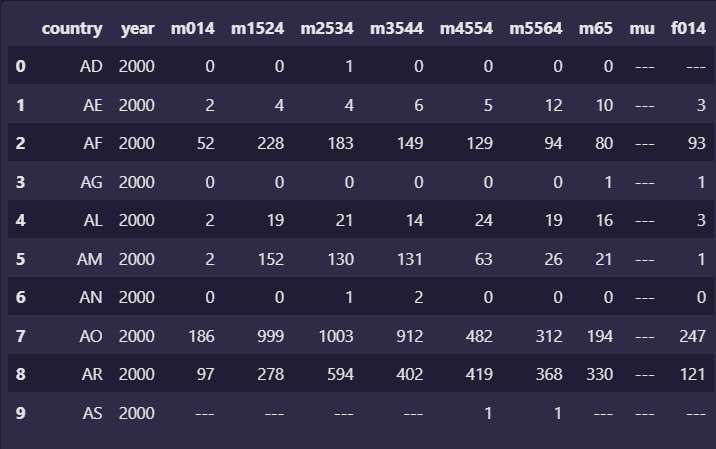 country year m014 m1524 m2534 m3544 m4554 m5564 m65 mu f014
0 AD 2000 0 0 1 0 0 0 0 --- ---
1 AE 2000 2 4 4 6 5 12 10 --- 3
2 AF 2000 52 228 183 149 129 94 80 --- 93
3 AG 2000 0 0 0 0 0 0 1 --- 1
4 AL 2000 2 19 21 14 24 19 16 --- 3
5 AM 2000 2 152 130 131 63 26 21 --- 1
6 AN 2000 0 0 1 2 0 0 0 --- 0
7 AO 2000 186 999 1003 912 482 312 194 --- 247
8 AR 2000 97 278 594 402 419 368 330 --- 121
9 AS 2000 --- --- --- --- 1 1 --- --- ---